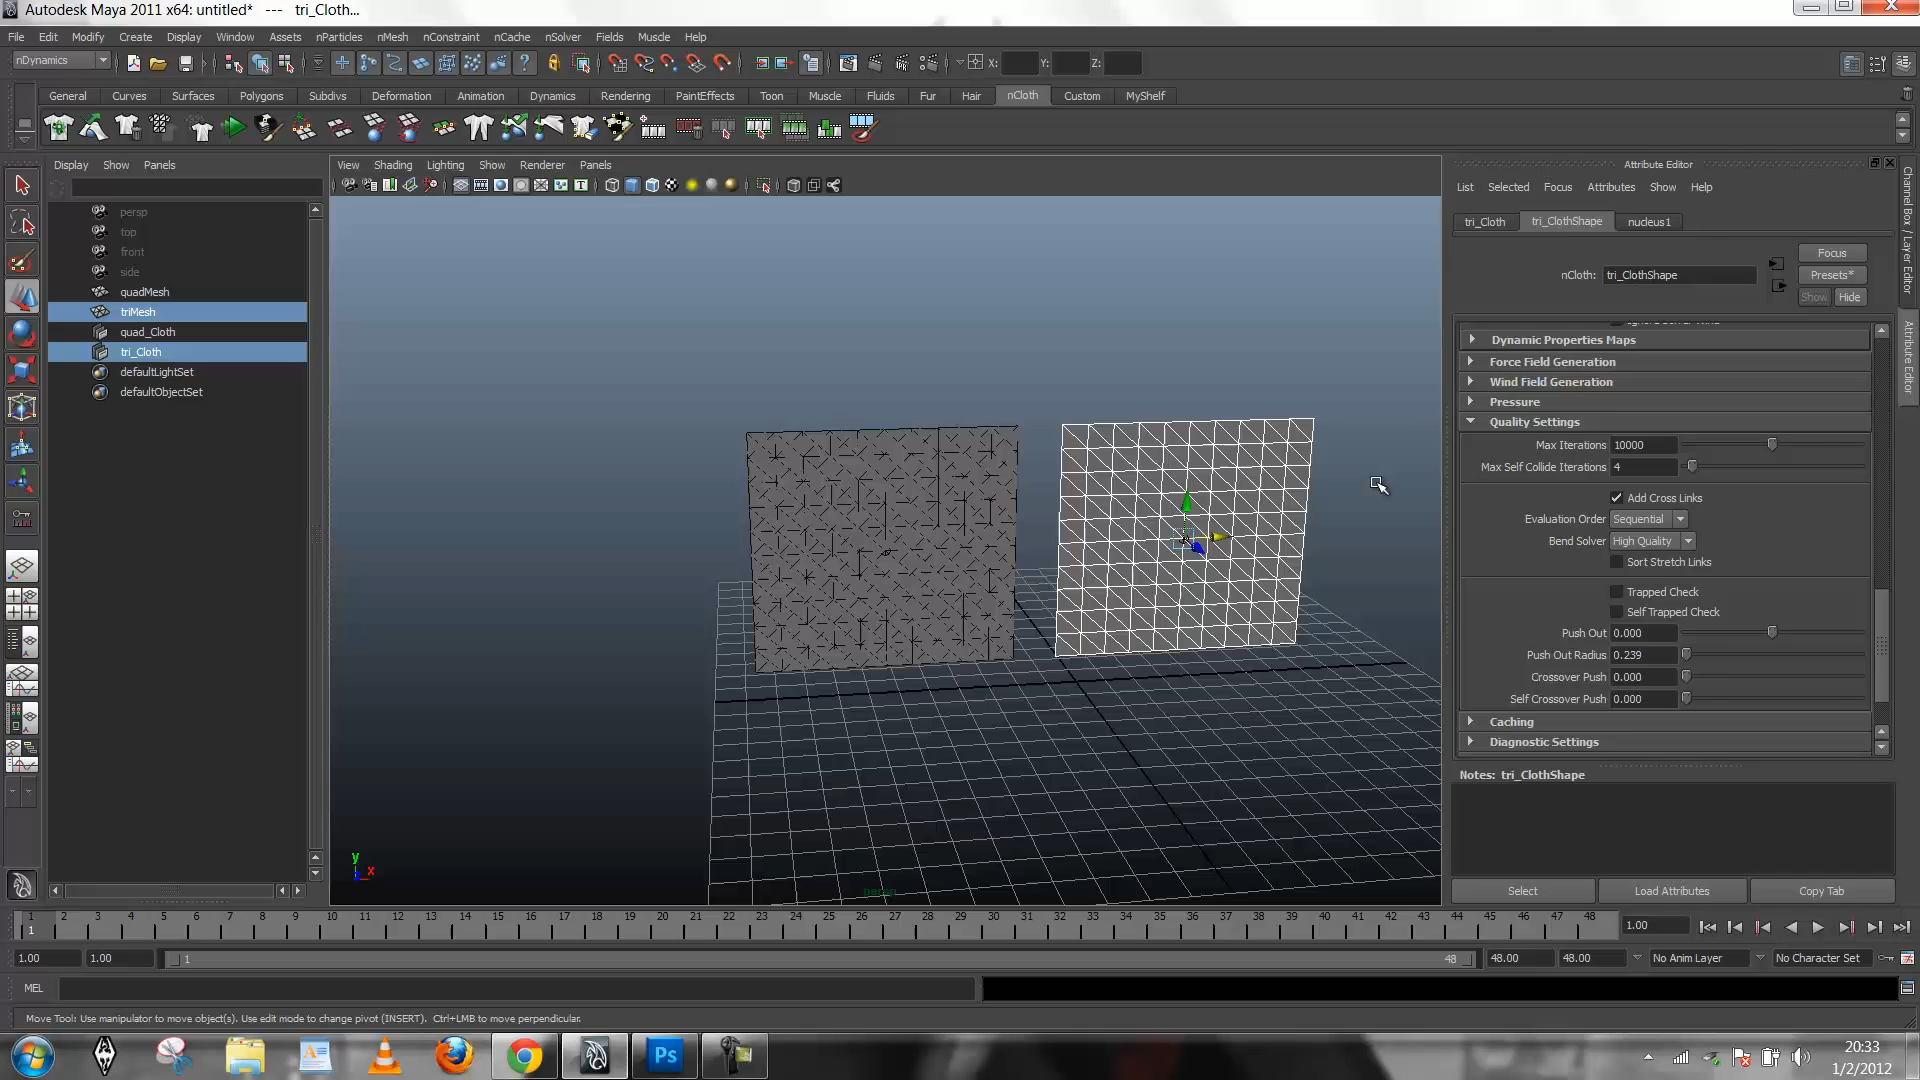 Autodesk Maya 2011 x64: untitled* --- tri_Cloth...
File Edit Modify Create Display Window Assets nParticles nMesh nConstraint nCache nSolver Fields Muscle Help
nDynamics X: Y: Z:
General Curves Surfaces Polygons Subdivs Deformation Animation Dynamics Rendering PaintEffects Toon Muscle Fluids Fur Hair nCloth Custom MyShelf
Display Show Panels
persp
top
front
side
quadMesh
triMesh
quad_Cloth
tri_Cloth
defaultLightSet
defaultObjectSet
View Shading Lighting Show Renderer Panels
T
y
x
persp
Attribute Editor
List Selected Focus Attributes Show Help
tri_Cloth tri_ClothShape nucleus1
Focus
nCloth: tri_ClothShape Presets*
Show Hide
Dynamic Properties Maps
Force Field Generation
Wind Field Generation
Pressure
Quality Settings
Max Iterations 10000
Max Self Collide Iterations 4
Add Cross Links
Evaluation Order Sequential
Bend Solver High Quality
Sort Stretch Links
Trapped Check
Self Trapped Check
Push Out 0.000
Push Out Radius 0.239
Crossover Push 0.000
Self Crossover Push 0.000
Caching
Diagnostic Settings
Notes: tri_ClothShape
Select Load Attributes Copy Tab
Channel Box / Layer Editor
Attribute Editor
1 2 3 4 5 6 7 8 9 10 11 12 13 14 15 16 17 18 19 20 21 22 23 24 25 26 27 28 29 30 31 32 33 34 35 36 37 38 39 40 41 42 43 44 45 46 47 48
1 1.00
1.00 1.00 1 48 48.00 48.00 No Anim Layer No Character Set
MEL
Move Tool: Use manipulator to move object(s). Use edit mode to change pivot (INSERT). Ctrl+LMB to move perpendicular.
Ps
20:33
1/2/2012